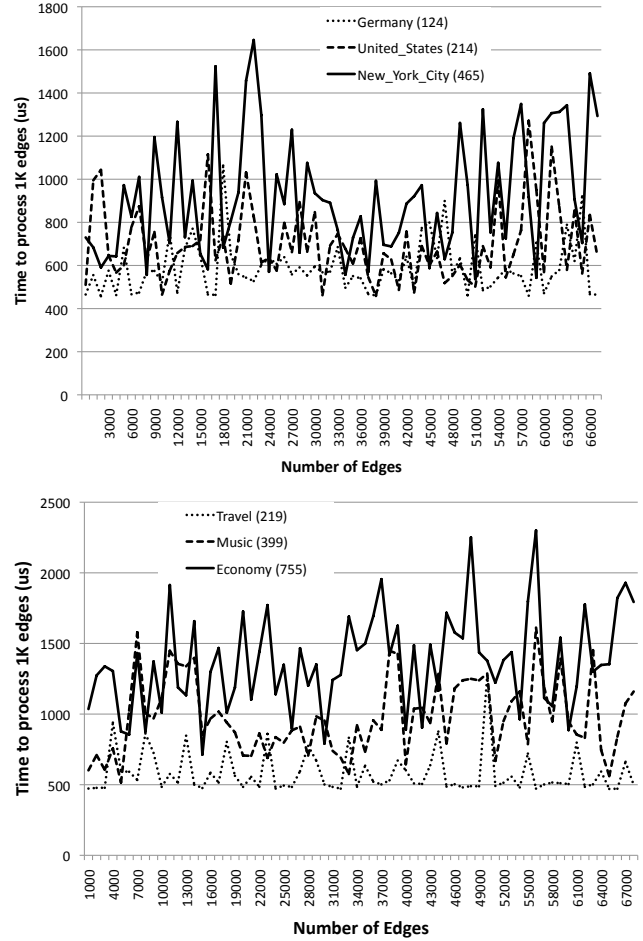 1800
1600
1400
1200
1000
800
600
400
200
0
Time to process 1K edges (us)
Germany (124)
United_States (214)
New_York_City (465)
3000 6000 9000 12000 15000 18000 21000 24000 27000 30000 33000 36000 39000 42000 45000 48000 51000 54000 57000 60000 63000 66000
Number of Edges
2500
2000
1500
1000
500
0
Time to process 1K edges (us)
Travel (219)
Music (399)
Economy (755)
1000 4000 7000 10000 13000 16000 19000 22000 25000 28000 31000 34000 37000 40000 43000 46000 49000 52000 55000 58000 61000 64000 67000
Number of Edges